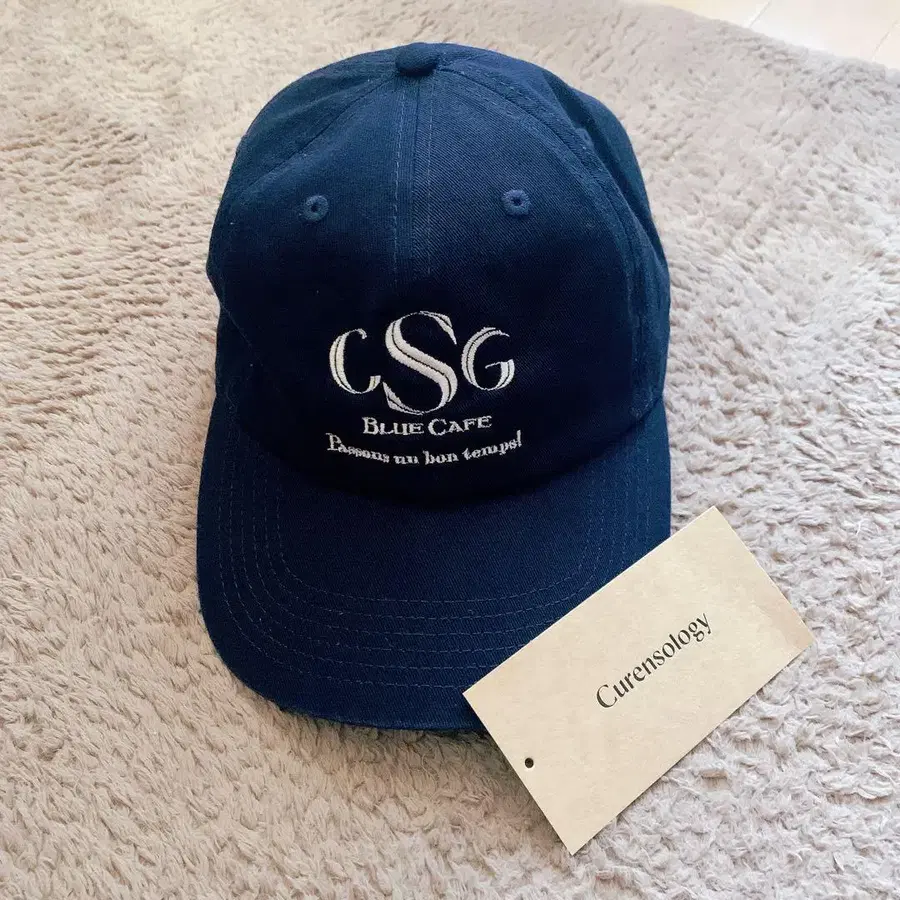 CSG
BLUE CAFE
Passons un bon temps!
Curensology